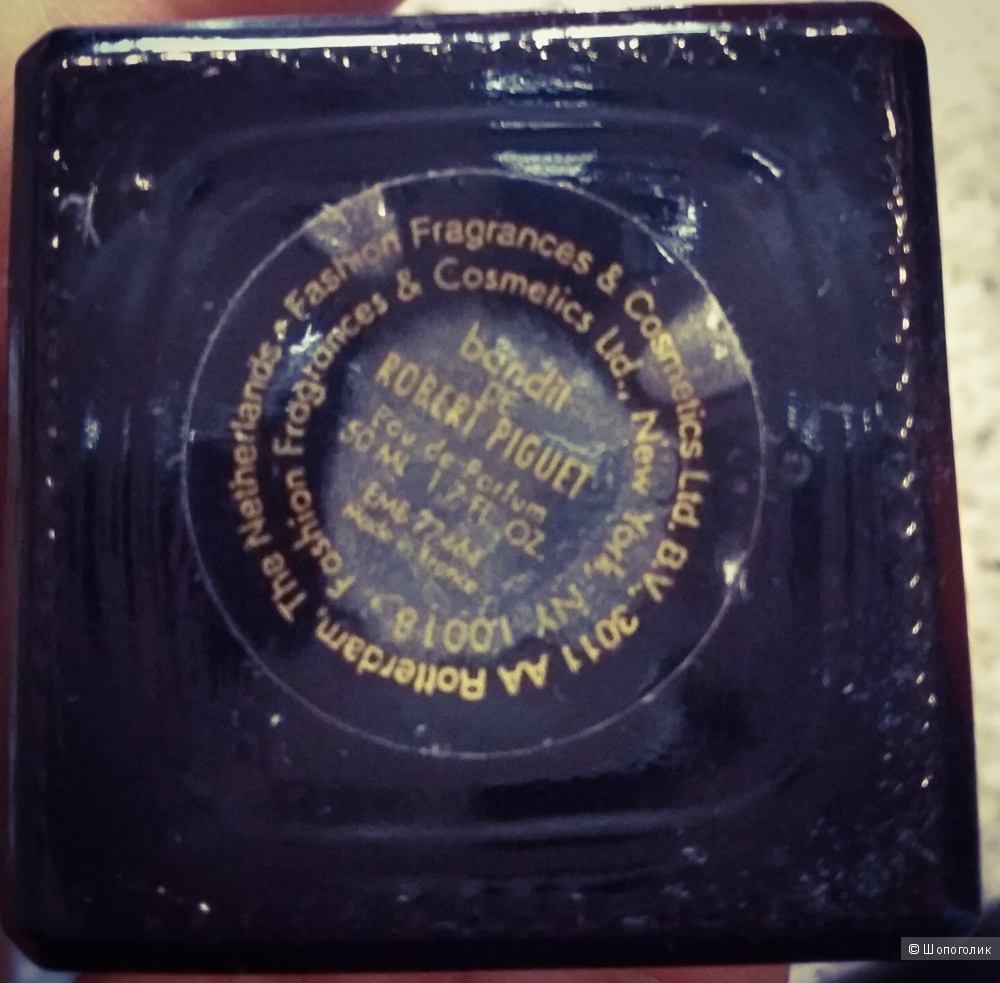 Fashion Fragrances & Cosmetics Ltd. B.V. 3011 AA Rotterdam, The Netherlands
Fashion Fragrances & Cosmetics Ltd., New York, NY 10018
bandit
DE
ROBERT PIGUET
Eau de Parfum
50 ML 1.7 FL. OZ.
EMB
Made in France
© Шопоголик